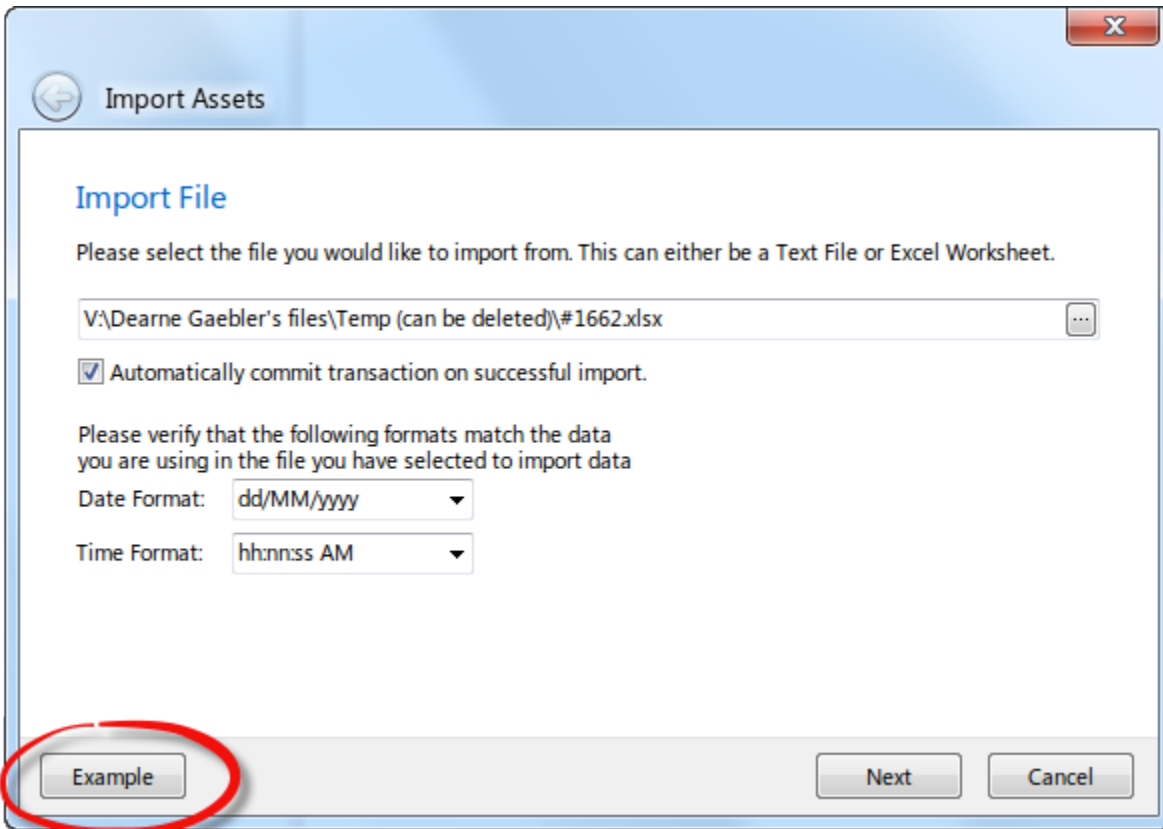 X
Import Assets
Import File
Please select the file you would like to import from. This can either be a Text File or Excel Worksheet.
V:\Dearne Gaebler's files\Temp (can be deleted)\#1662.xlsx
...
Automatically commit transaction on successful import.
Please verify that the following formats match the data
you are using in the file you have selected to import data
Date Format: dd/MM/yyyy
Time Format: hh:nn:ss AM
Example Next Cancel